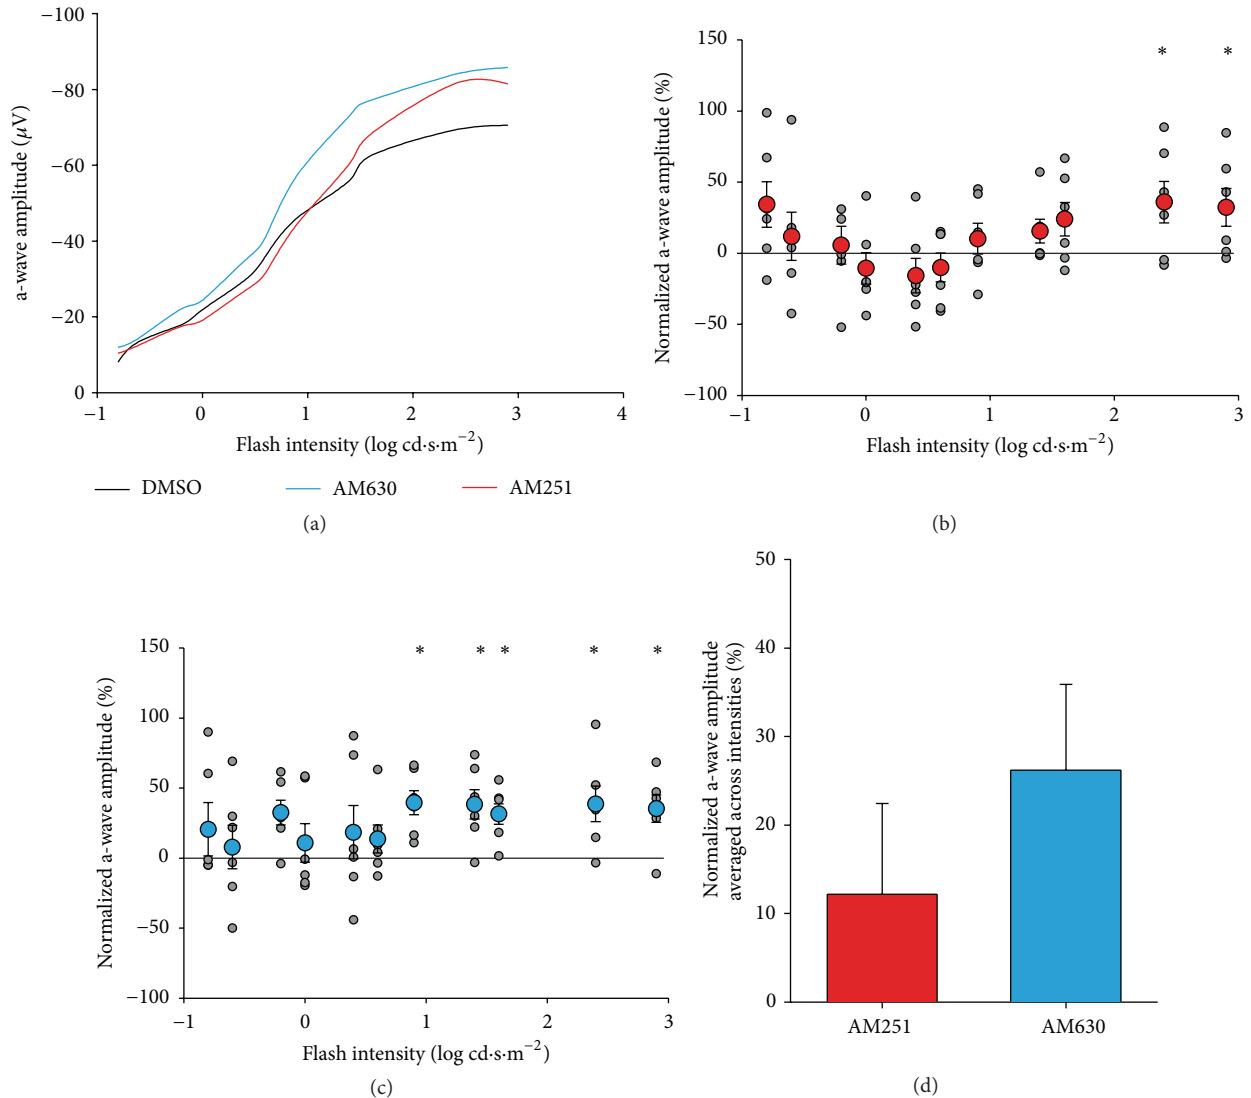 −100
−80
−60
−40
−20
0
a-wave amplitude (μV)
−1 0 1 2 3 4
Flash intensity (log cd·s·m−2)
DMSO AM630 AM251
(a)
150
100
50
0
−50
−100
Normalized a-wave amplitude (%)
* *
−1 0 1 2 3
Flash intensity (log cd·s·m−2)
(b)
150
100
50
0
−50
−100
Normalized a-wave amplitude (%)
* * * * *
−1 0 1 2 3
Flash intensity (log cd·s·m−2)
(c)
50
40
30
20
10
0
Normalized a-wave amplitude
averaged across intensities (%)
AM251 AM630
(d)